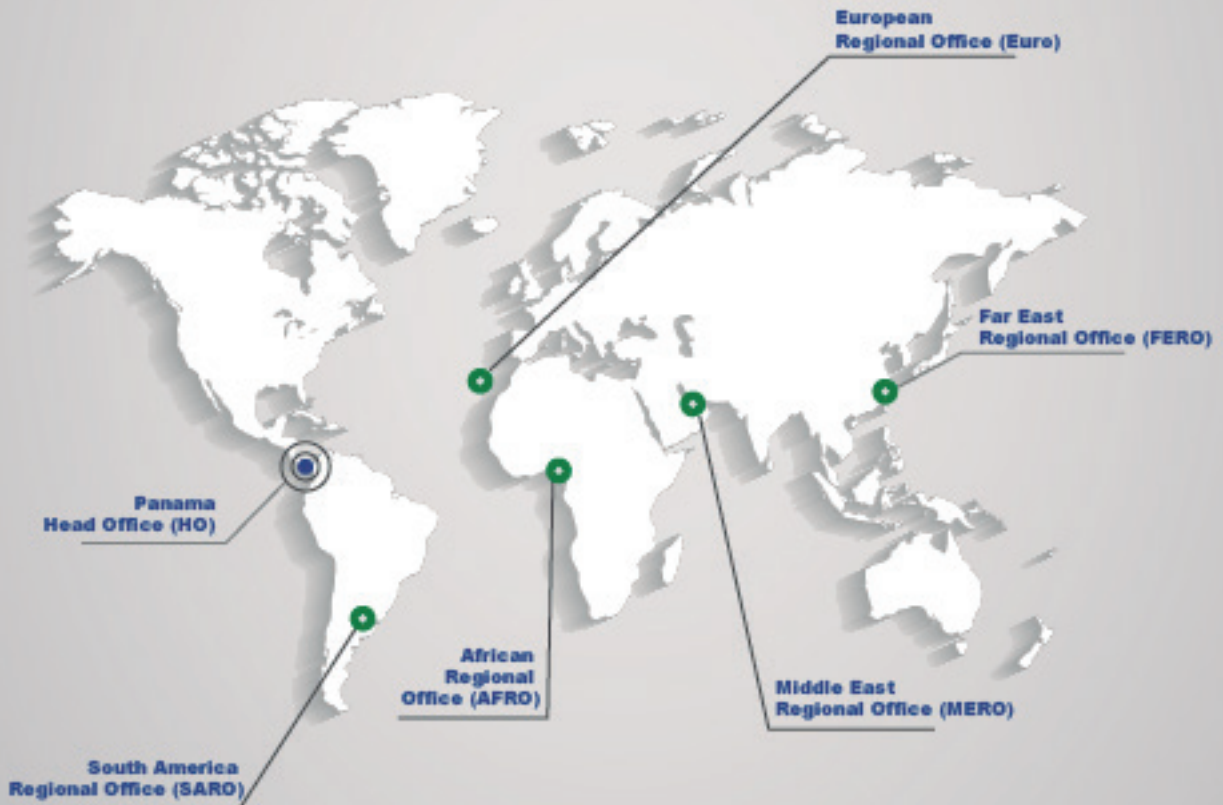 European
Regional Office (Euro)
Far East
Regional Office (FERO)
Panama
Head Office (HO)
African
Regional
Office (AFRO)
Middle East
Regional Office (MERO)
South America
Regional Office (SARO)